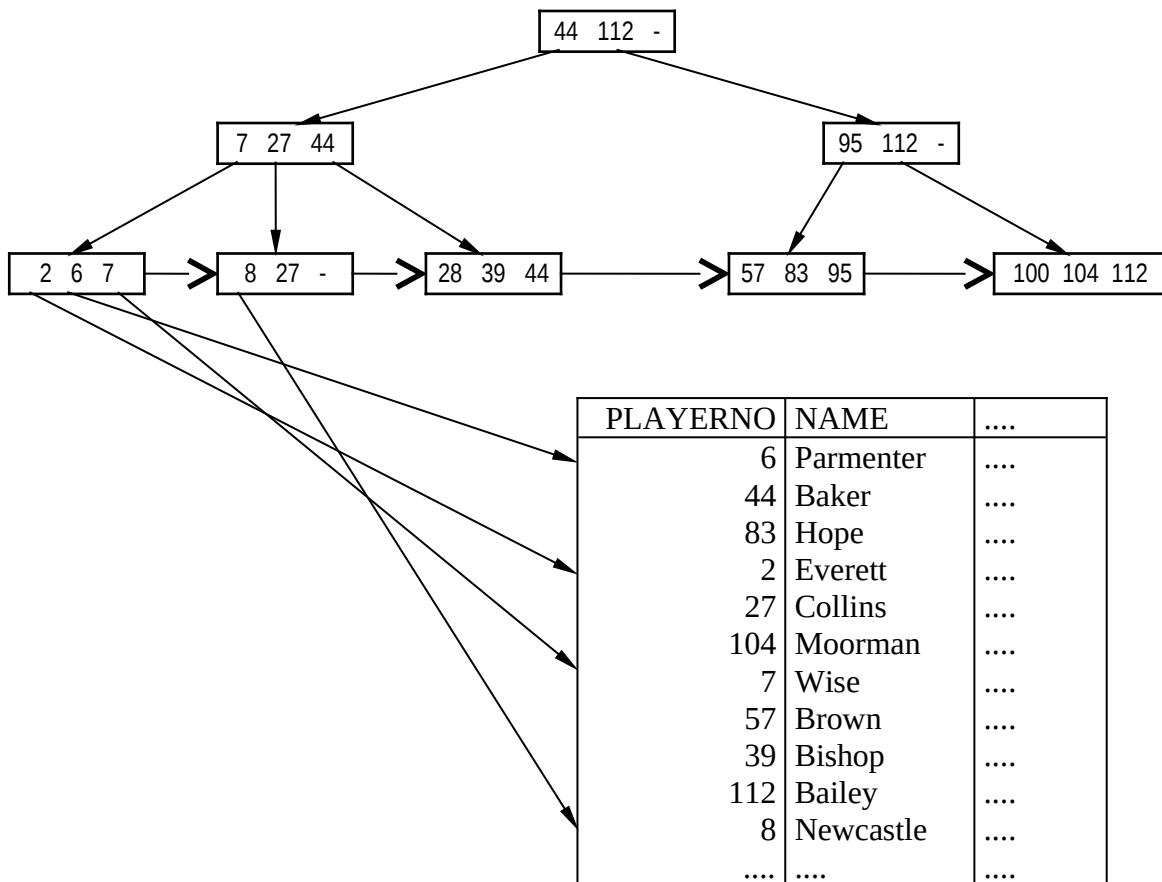 44 112 -
7 27 44
95 112 -
2 6 7
8 27 -
28 39 44
57 83 95
100 104 112
PLAYERNO NAME ....
6 Parmenter ....
44 Baker ....
83 Hope ....
2 Everett ....
27 Collins ....
104 Moorman ....
7 Wise ....
57 Brown ....
39 Bishop ....
112 Bailey ....
8 Newcastle ....
.... .... ....